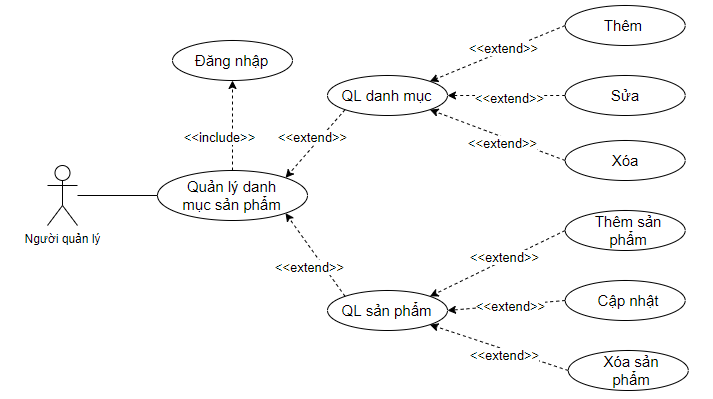 Thêm
<<extend>>
Đăng nhập
QL danh mục
<<extend>>
Sửa
<<include>>
<<extend>>
<<extend>>
Xóa
Quản lý danh
mục sản phẩm
Người quản lý
Thêm sản
phẩm
<<extend>>
<<extend>>
QL sản phẩm
<<extend>>
Cập nhật
<<extend>>
Xóa sản
phẩm